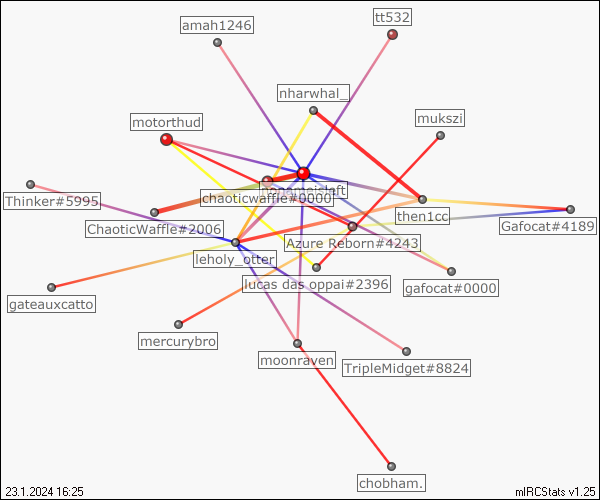 amah1246
tt532
nharwhal_
mukszi
motorthud
chaoticwaffle#0000
Thinker#5995
ChaoticWaffle#2006
then1cc
Gafocat#4189
Azure Reborn#4243
leholy_otter
lucas das oppai#2396
gafocat#0000
gateauxcatto
mercurybro
moonraven
TripleMidget#8824
chobham.
23.1.2024 16:25
mIRCStats v1.25